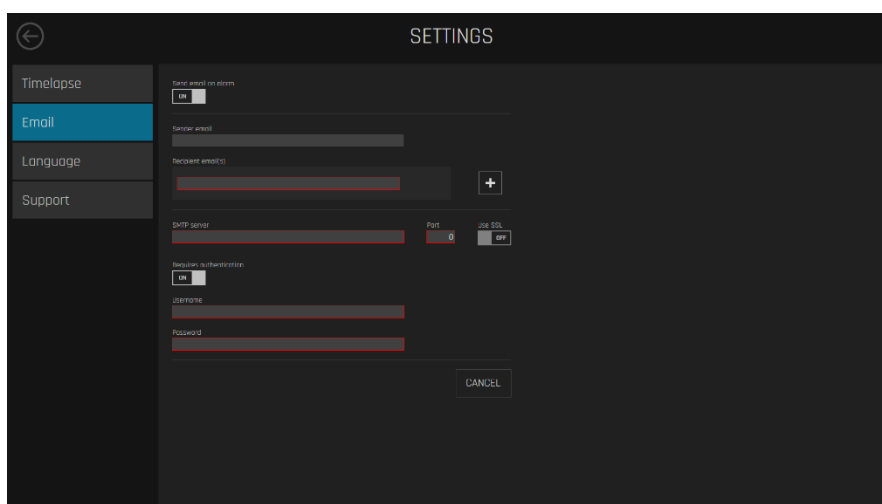 SETTINGS
Timelapse
Email
Language
Support
Send email on alarm
ON
Sender email
Recipient email(s)
+
SMTP server Port Use SSL
0 OFF
Requires authentication
ON
Username
Password
CANCEL